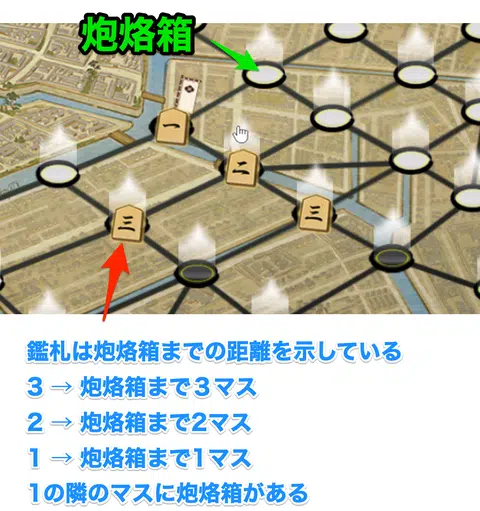 炮烙箱
一
二
三
三
鑑札は炮烙箱までの距離を示している
3 → 炮烙箱まで３マス
2 → 炮烙箱まで2マス
1 → 炮烙箱まで1マス
1の隣のマスに炮烙箱がある